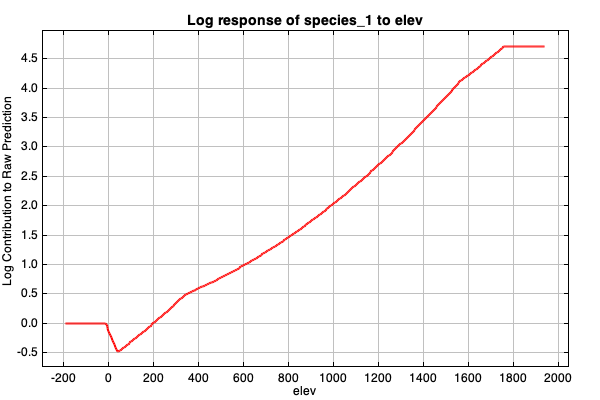 Log response of species_1 to elev
Log Contribution to Raw Prediction
4.5
4.0
3.5
3.0
2.5
2.0
1.5
1.0
0.5
0.0
-0.5
-200 0 200 400 600 800 1000 1200 1400 1600 1800 2000
elev